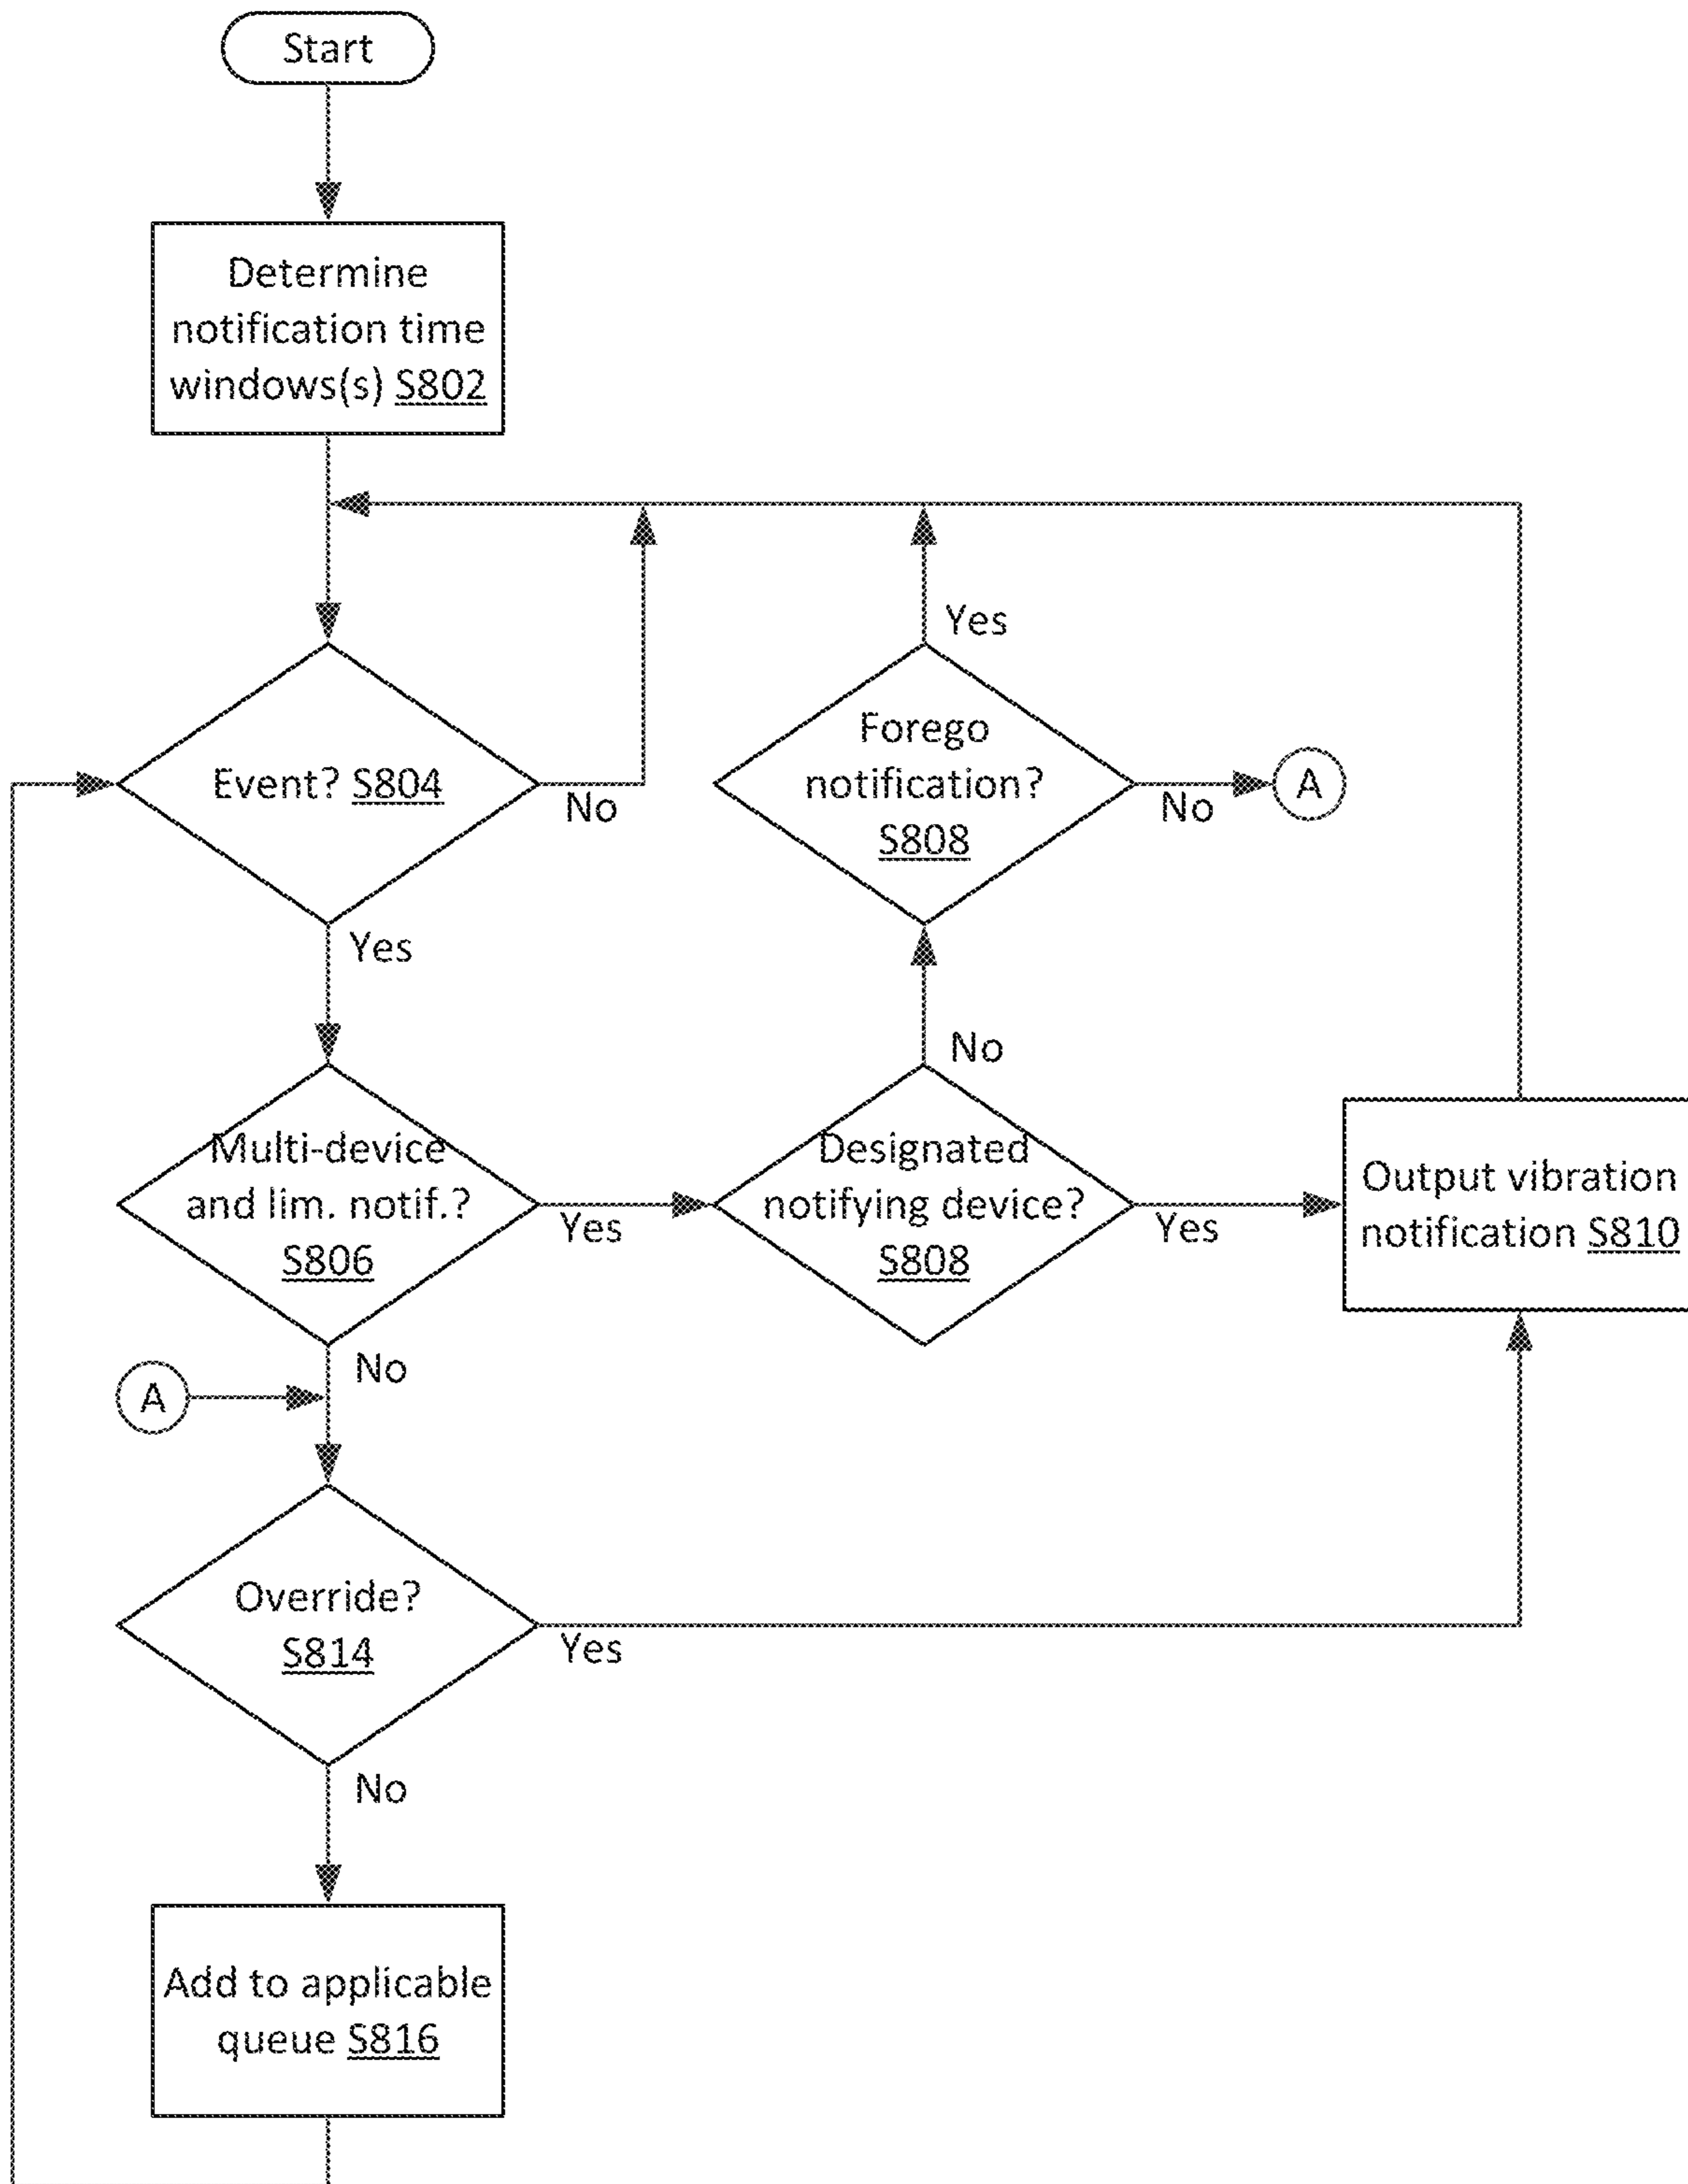 Start
Determine
notification time
windows(s) S802
Event? S804
No
Yes
Forego
notification?
S808
Yes
No
A
Multi-device
and lim. notif.?
S806
Yes
No
Designated
notifying device?
S808
No
Yes
Output vibration
notification S810
A
Override?
S814
Yes
No
Add to applicable
queue S816